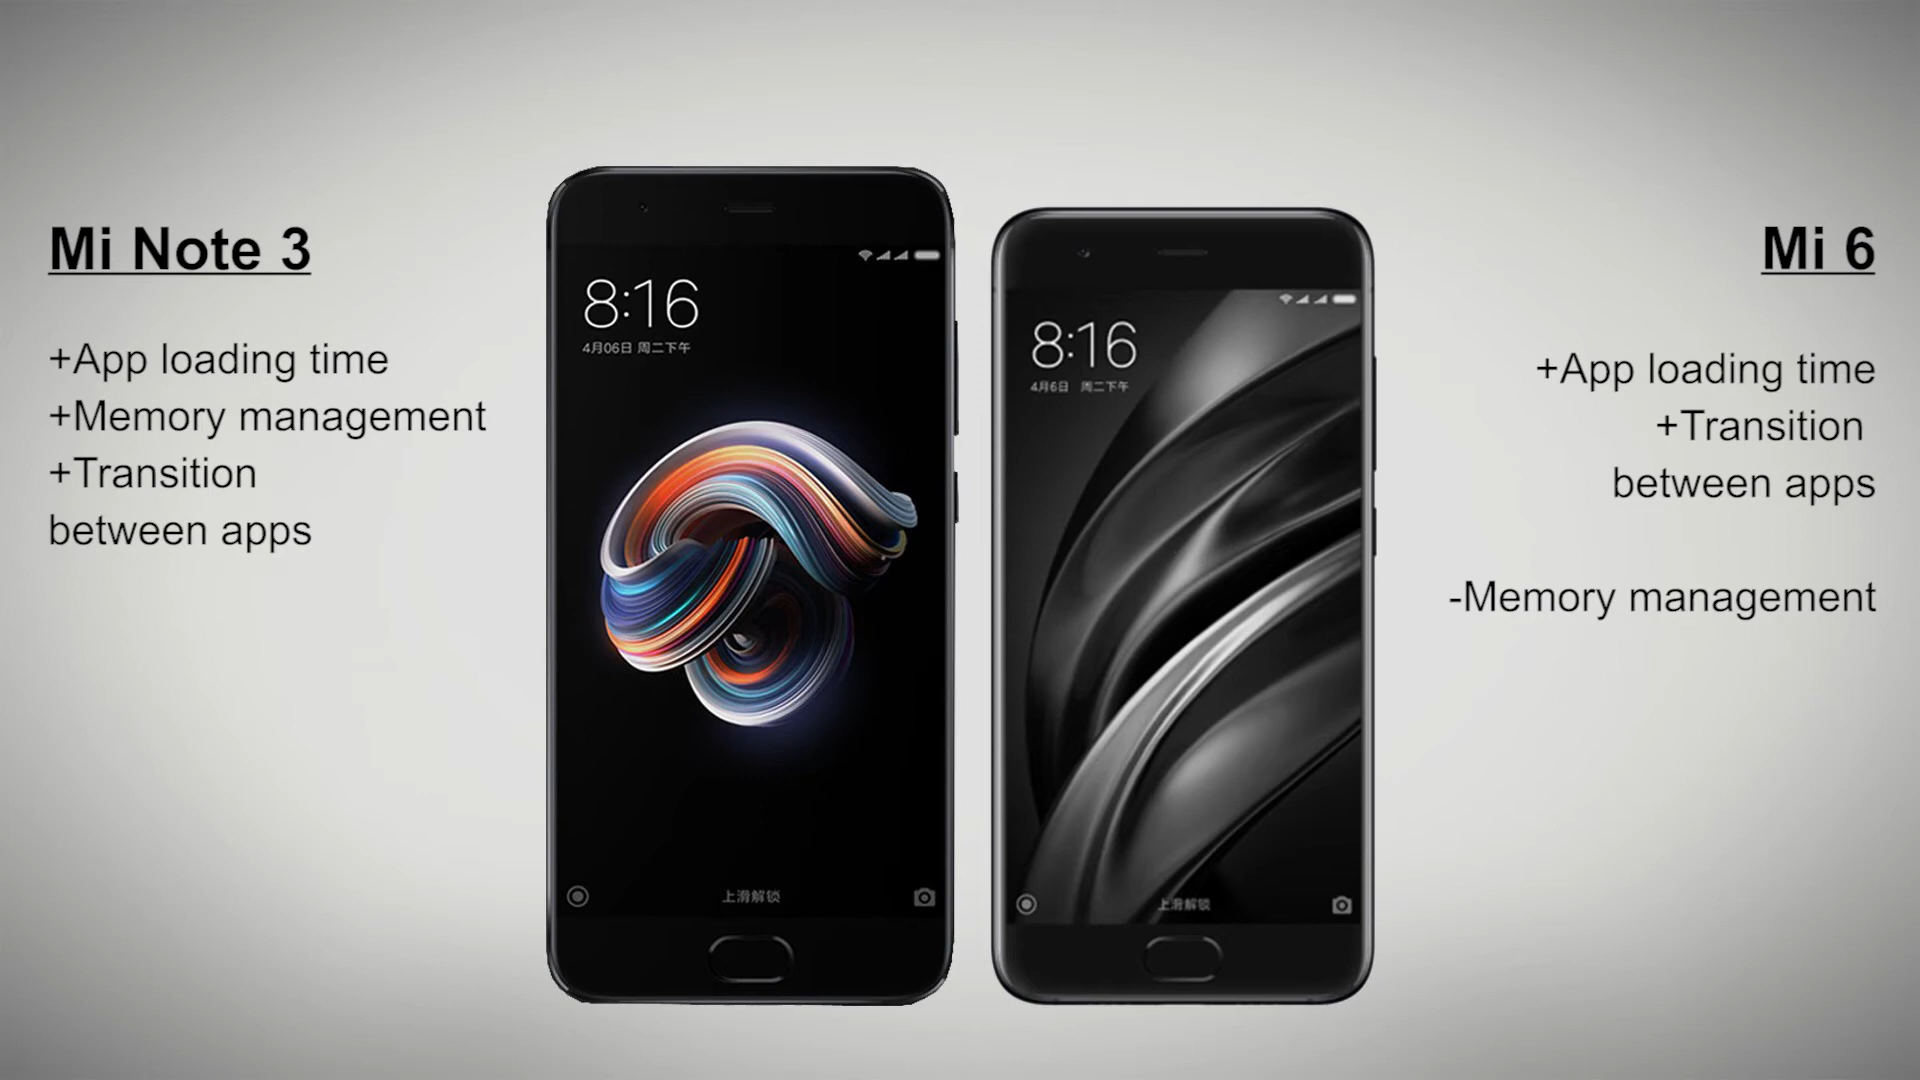 Mi Note 3
+App loading time
+Memory management
+Transition
between apps
8:16
4月06日 周二下午
上滑解锁
8:16
4月6日 周二下午
上滑解锁
Mi 6
+App loading time
+Transition
between apps
-Memory management